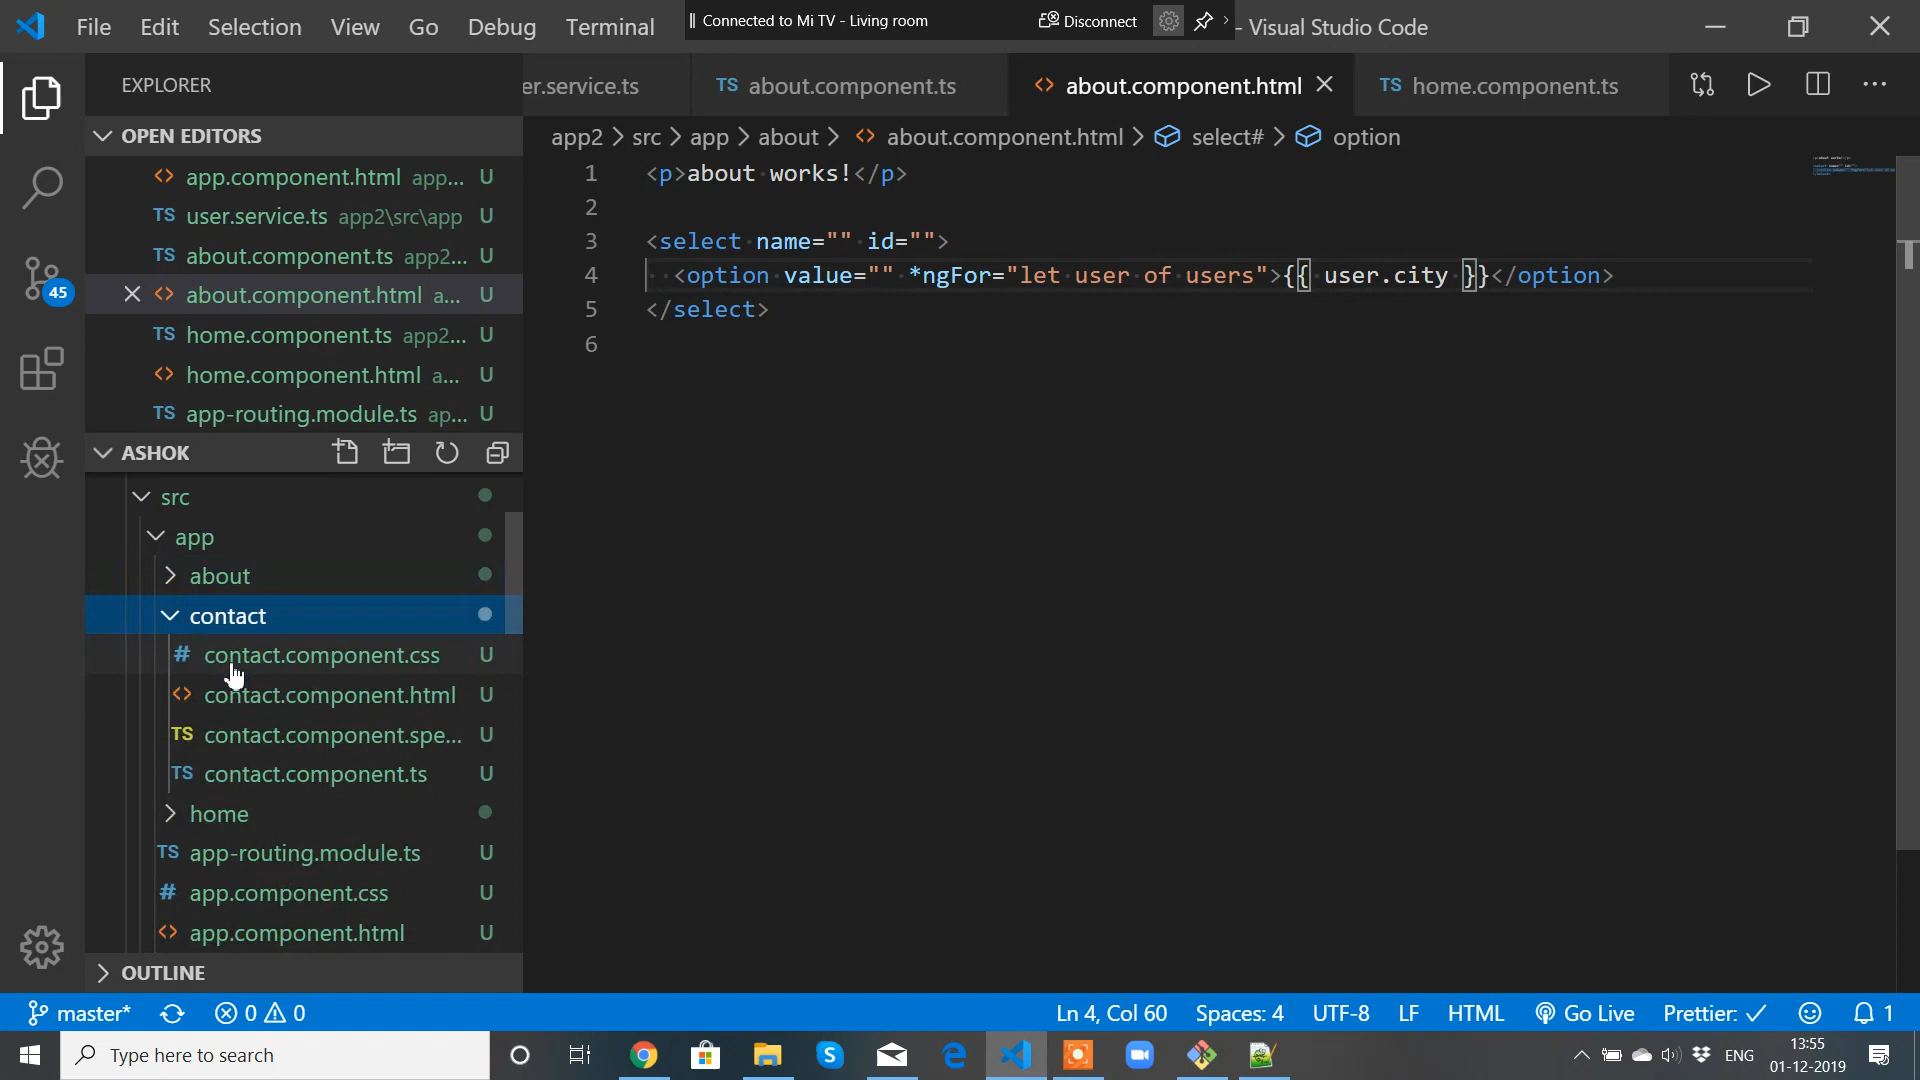 File Edit Selection View Go Debug Terminal
Connected to Mi TV - Living room
Disconnect
- Visual Studio Code
EXPLORER
er.service.ts
TS about.component.ts
<> about.component.html
TS home.component.ts
OPEN EDITORS
app2 > src > app > about > <> about.component.html > select# > option
<> app.component.html app... U
TS user.service.ts app2\src\app U
TS about.component.ts app2... U
<> about.component.html a... U
TS home.component.ts app2... U
<> home.component.html a... U
TS app-routing.module.ts ap... U
1 <p>about works!</p>
2
3 <select name="" id="">
4 <option value="" *ngFor="let user of users">{{ user.city }}</option>
5 </select>
6
45
ASHOK
src
app
about
contact
# contact.component.css U
<> contact.component.html U
TS contact.component.spe... U
TS contact.component.ts U
home
TS app-routing.module.ts U
# app.component.css U
<> app.component.html U
OUTLINE
master* 0 0
Ln 4, Col 60 Spaces: 4 UTF-8 LF HTML Go Live Prettier: ✓ 1
Type here to search
ENG
13:55
01-12-2019